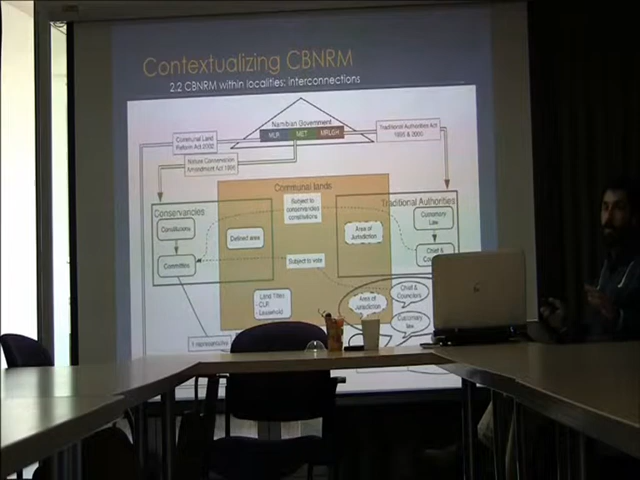 Contextualizing CBNRM
2.2 CBNRM within localities: interconnections
Namibian Government
MLR
MET
MRLGH
Communal Land
Reform Act 2002
Traditional Authorities Act
1995 & 2000
Nature Conservation
Amendment Act 1996
Communal lands
Conservancies
Constitutions
Committee
Defined area
Subject to
conservancies
constitutions
Subject to vote
Area of
Jurisdiction
Traditional Authorities
Customary
Law
Chief &
Land Titles
- CLR
- Leasehold
Area of
Jurisdiction
Chief &
Councilors
Customary
law
1 representative